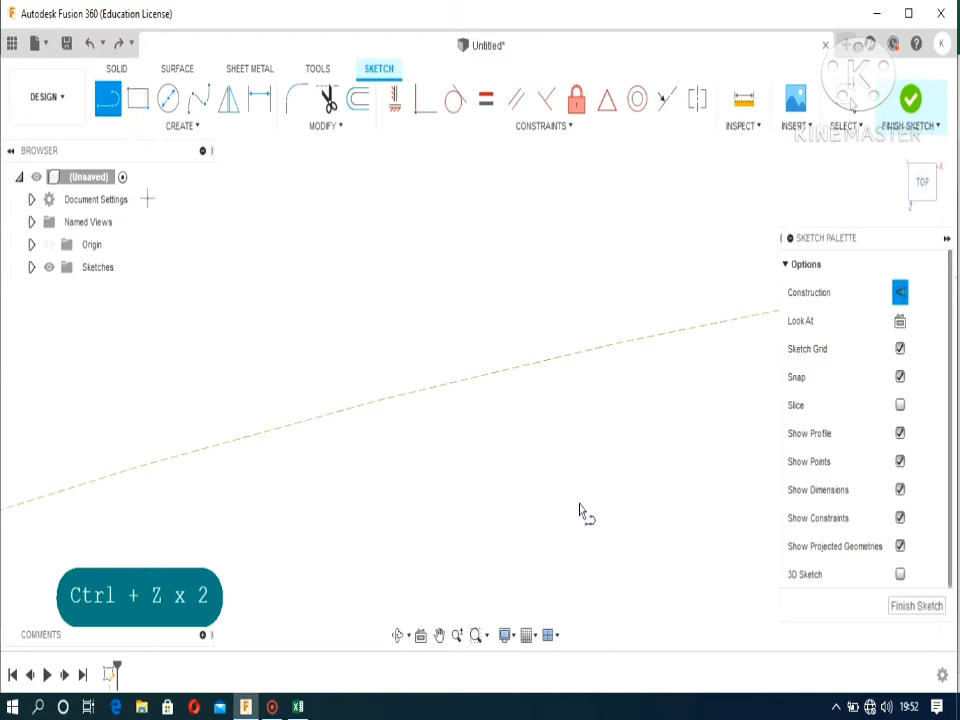 Autodesk Fusion 360 (Education License)
Untitled*
K
SOLID SURFACE SHEET METAL TOOLS SKETCH
DESIGN
CREATE MODIFY CONSTRAINTS INSPECT INSERT SELECT FINISH SKETCH
K
KINEMASTER
BROWSER
(Unsaved)
Document Settings
Named Views
Origin
Sketches
TOP
X
Z
SKETCH PALETTE
Options
Construction
Look At
Sketch Grid
Snap
Slice
Show Profile
Show Points
Show Dimensions
Show Constraints
Show Projected Geometries
3D Sketch
Finish Sketch
Ctrl + Z x 2
COMMENTS
19:52